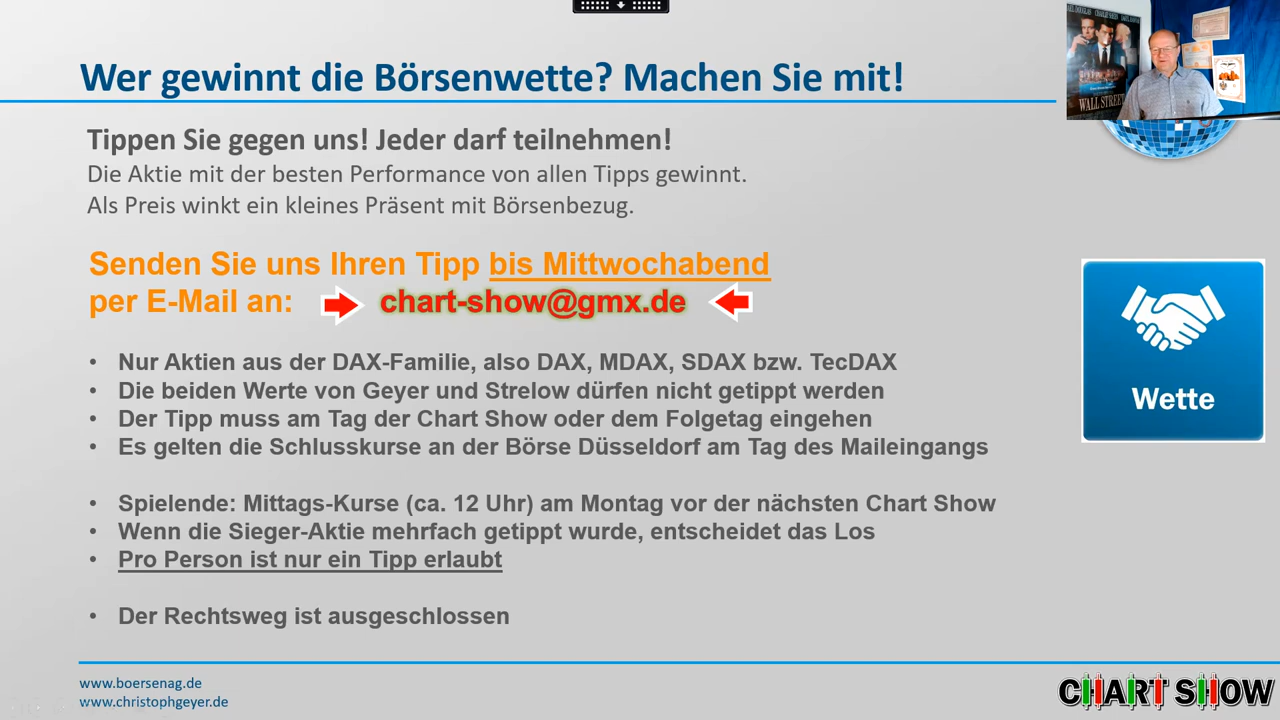 Wer gewinnt die Börsenwette? Machen Sie mit!
Tippen Sie gegen uns! Jeder darf teilnehmen!
Die Aktie mit der besten Performance von allen Tipps gewinnt.
Als Preis winkt ein kleines Präsent mit Börsenbezug.
Senden Sie uns Ihren Tipp bis Mittwochabend
per E-Mail an: chart-show@gmx.de
• Nur Aktien aus der DAX-Familie, also DAX, MDAX, SDAX bzw. TecDAX
• Die beiden Werte von Geyer und Strelow dürfen nicht getippt werden
• Der Tipp muss am Tag der Chart Show oder dem Folgetag eingehen
• Es gelten die Schlusskurse an der Börse Düsseldorf am Tag des Maileingangs
• Spielende: Mittags-Kurse (ca. 12 Uhr) am Montag vor der nächsten Chart Show
• Wenn die Sieger-Aktie mehrfach getippt wurde, entscheidet das Los
• Pro Person ist nur ein Tipp erlaubt
• Der Rechtsweg ist ausgeschlossen
Wette
WALL STREET
www.boersenag.de
www.christophgeyer.de
CHART SHOW